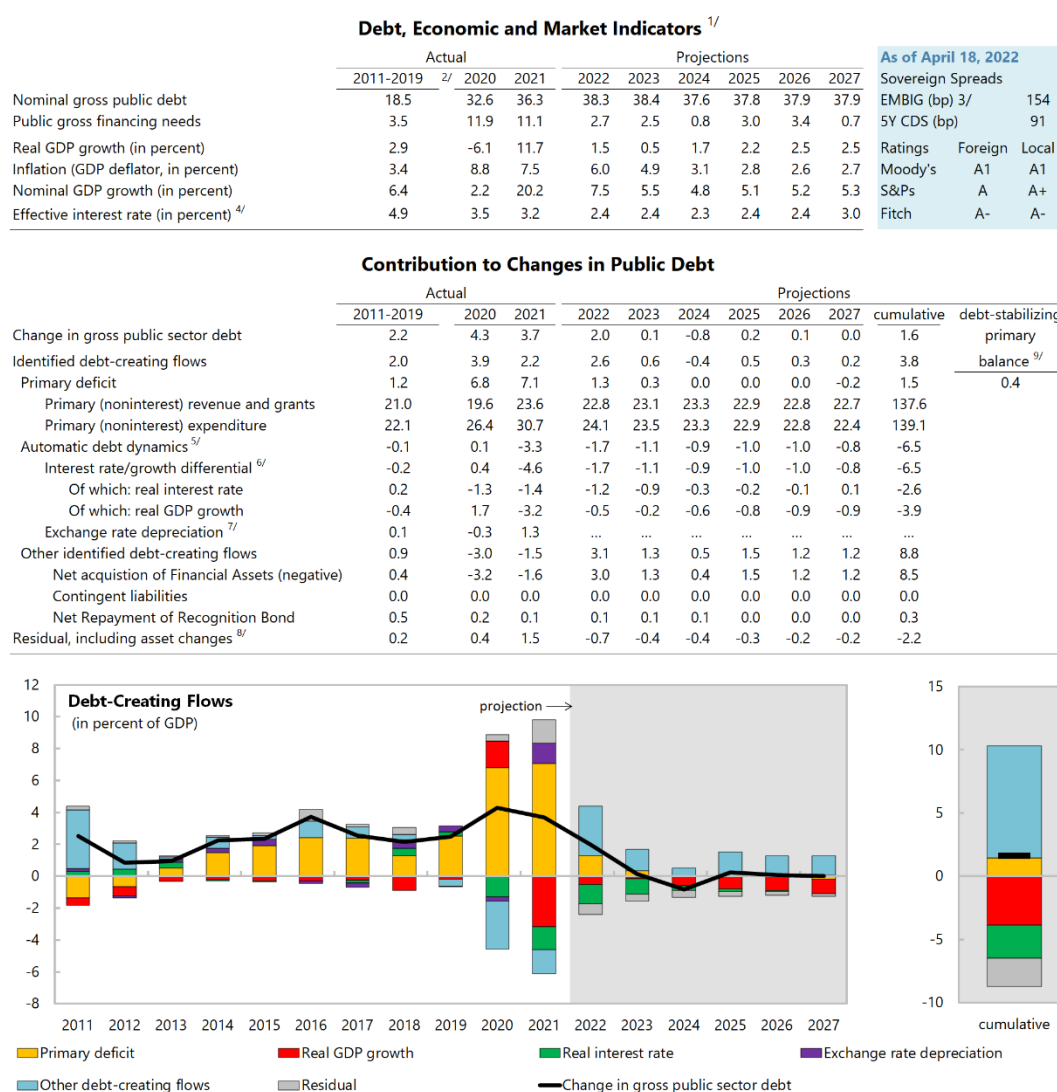 Debt, Economic and Market Indicators 1/
Actual Projections As of April 18, 2022
2011-2019 2/ 2020 2021 2022 2023 2024 2025 2026 2027 Sovereign Spreads
Nominal gross public debt 18.5 32.6 36.3 38.3 38.4 37.6 37.8 37.9 37.9 EMBIG (bp) 3/ 154
Public gross financing needs 3.5 11.9 11.1 2.7 2.5 0.8 3.0 3.4 0.7 5Y CDS (bp) 91
Real GDP growth (in percent) 2.9 -6.1 11.7 1.5 0.5 1.7 2.2 2.5 2.5 Ratings Foreign Local
Inflation (GDP deflator, in percent) 3.4 8.8 7.5 6.0 4.9 3.1 2.8 2.6 2.7 Moody's A1 A1
Nominal GDP growth (in percent) 6.4 2.2 20.2 7.5 5.5 4.8 5.1 5.2 5.3 S&Ps A A+
Effective interest rate (in percent) 4/ 4.9 3.5 3.2 2.4 2.4 2.3 2.4 2.4 3.0 Fitch A- A-
Contribution to Changes in Public Debt
Actual Projections
2011-2019 2020 2021 2022 2023 2024 2025 2026 2027 cumulative debt-stabilizing
Change in gross public sector debt 2.2 4.3 3.7 2.0 0.1 -0.8 0.2 0.1 0.0 1.6 primary
Identified debt-creating flows 2.0 3.9 2.2 2.6 0.6 -0.4 0.5 0.3 0.2 3.8 balance 9/
Primary deficit 1.2 6.8 7.1 1.3 0.3 0.0 0.0 0.0 -0.2 1.5 0.4
Primary (noninterest) revenue and grants 21.0 19.6 23.6 22.8 23.1 23.3 22.9 22.8 22.7 137.6
Primary (noninterest) expenditure 22.1 26.4 30.7 24.1 23.5 23.3 22.9 22.8 22.4 139.1
Automatic debt dynamics 5/ -0.1 0.1 -3.3 -1.7 -1.1 -0.9 -1.0 -1.0 -0.8 -6.5
Interest rate/growth differential 6/ -0.2 0.4 -4.6 -1.7 -1.1 -0.9 -1.0 -1.0 -0.8 -6.5
Of which: real interest rate 0.2 -1.3 -1.4 -1.2 -0.9 -0.3 -0.2 -0.1 0.1 -2.6
Of which: real GDP growth -0.4 1.7 -3.2 -0.5 -0.2 -0.6 -0.8 -0.9 -0.9 -3.9
Exchange rate depreciation 7/ 0.1 -0.3 1.3 ... ... ... ... ... ... ...
Other identified debt-creating flows 0.9 -3.0 -1.5 3.1 1.3 0.5 1.5 1.2 1.2 8.8
Net acquistion of Financial Assets (negative) 0.4 -3.2 -1.6 3.0 1.3 0.4 1.5 1.2 1.2 8.5
Contingent liabilities 0.0 0.0 0.0 0.0 0.0 0.0 0.0 0.0 0.0 0.0
Net Repayment of Recognition Bond 0.5 0.2 0.1 0.1 0.1 0.1 0.0 0.0 0.0 0.3
Residual, including asset changes 8/ 0.2 0.4 1.5 -0.7 -0.4 -0.4 -0.3 -0.2 -0.2 -2.2
Debt-Creating Flows
(in percent of GDP)
projection
12
10
8
6
4
2
0
-2
-4
-6
-8
2011 2012 2013 2014 2015 2016 2017 2018 2019 2020 2021 2022 2023 2024 2025 2026 2027
15
10
5
0
-5
-10
cumulative
Primary deficit Real GDP growth Real interest rate Exchange rate depreciation
Other debt-creating flows Residual Change in gross public sector debt